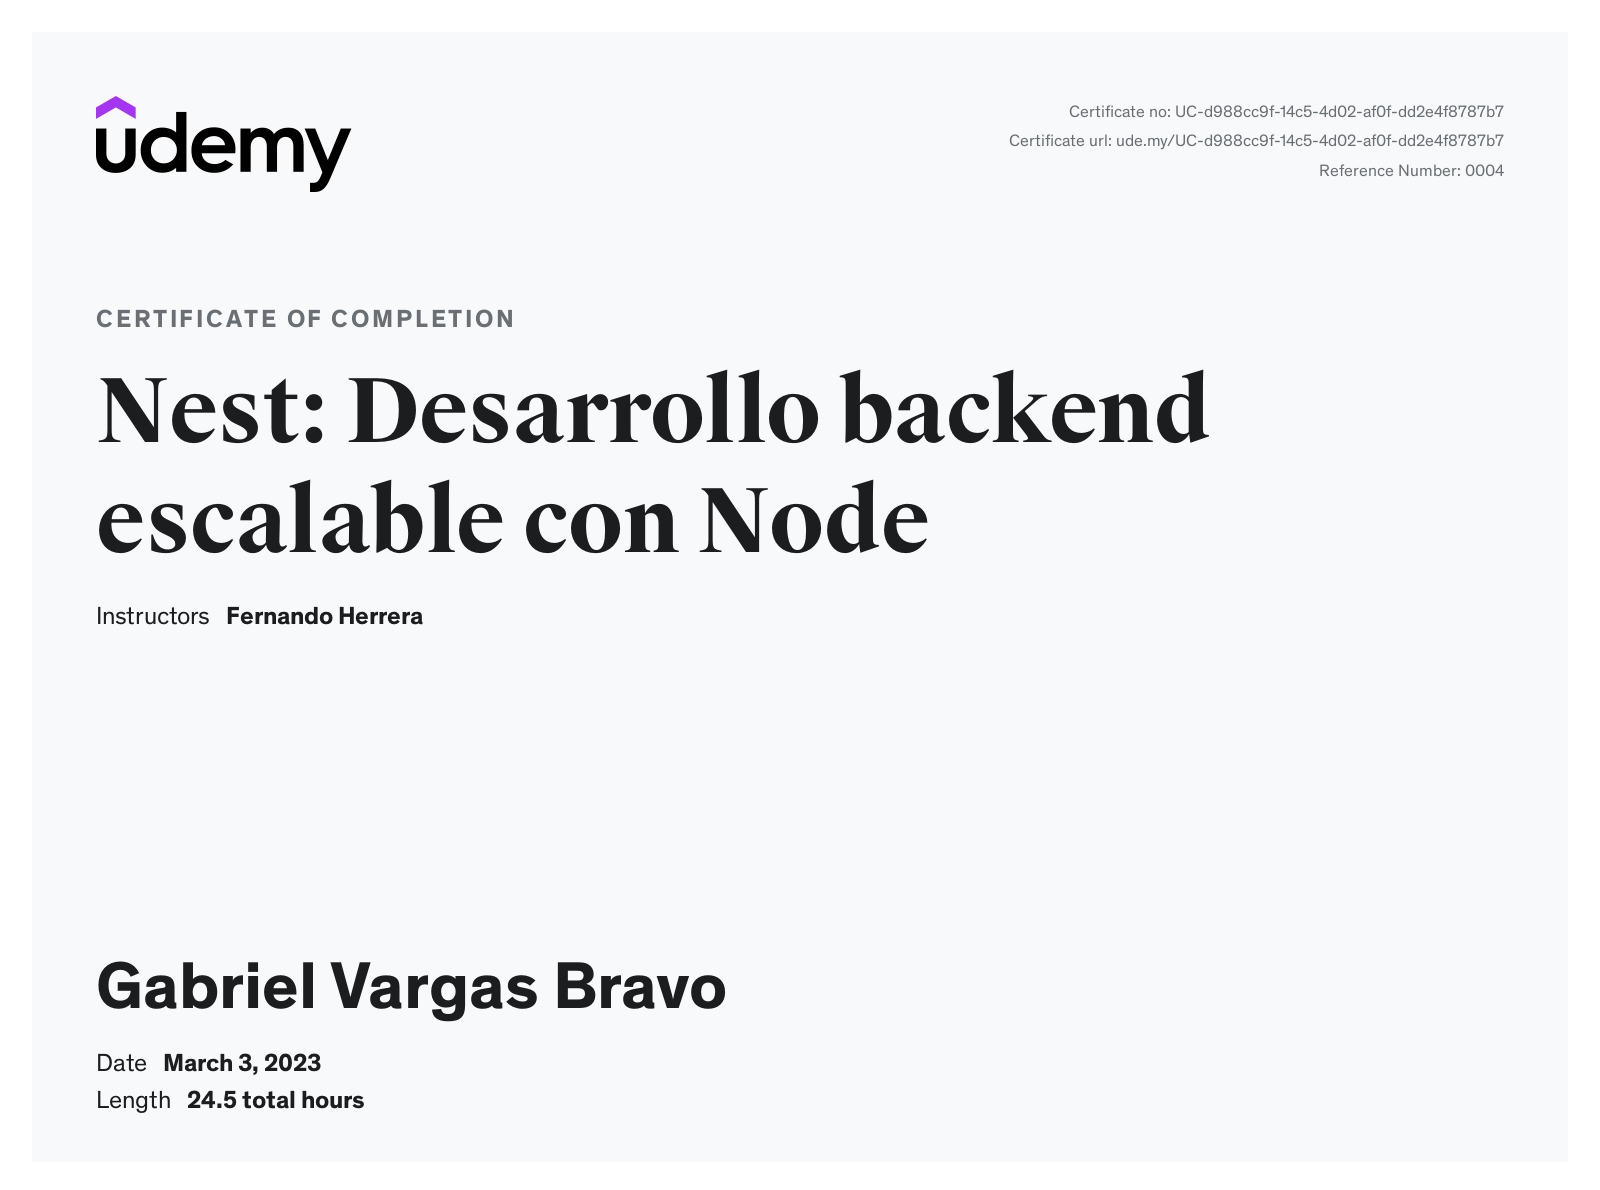 udemy
Certificate no: UC-d988cc9f-14c5-4d02-af0f-dd2e4f8787b7
Certificate url: ude.my/UC-d988cc9f-14c5-4d02-af0f-dd2e4f8787b7
Reference Number: 0004
CERTIFICATE OF COMPLETION
Nest: Desarrollo backend
escalable con Node
Instructors Fernando Herrera
Gabriel Vargas Bravo
Date March 3, 2023
Length 24.5 total hours